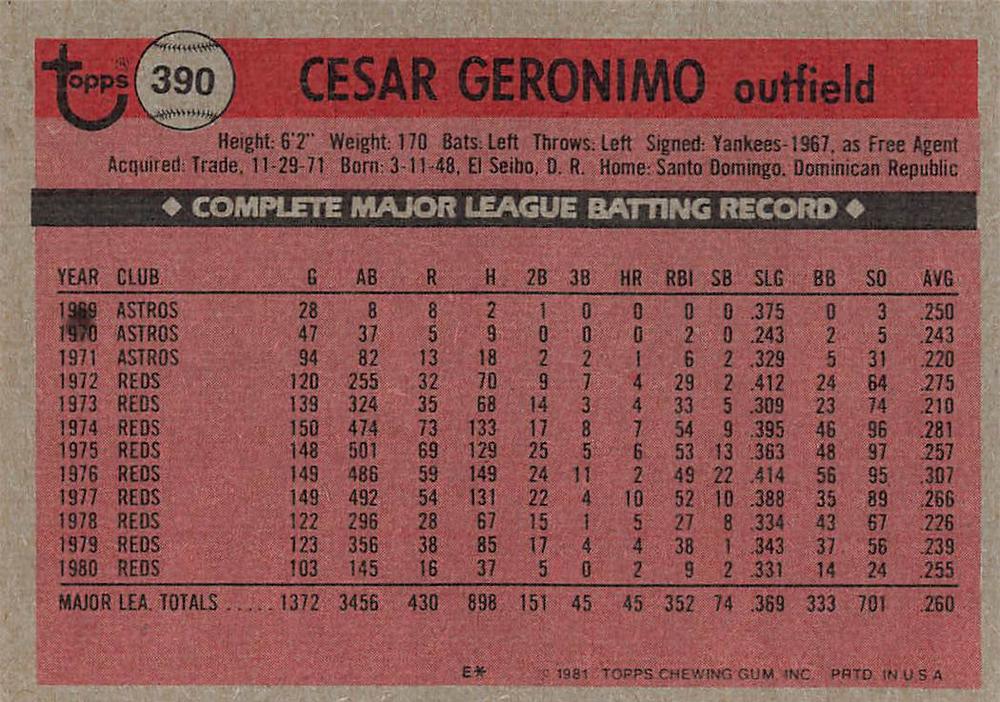 topps ® 390 CESAR GERONIMO outfield
Height: 6'2" Weight: 170 Bats: Left Throws: Left Signed: Yankees-1967, as Free Agent
Acquired: Trade, 11-29-71 Born: 3-11-48, El Seibo, D. R. Home: Santo Domingo, Dominican Republic
◆ COMPLETE MAJOR LEAGUE BATTING RECORD ◆
YEAR CLUB G AB R H 2B 3B HR RBI SB SLG BB SO AVG
1969 ASTROS 28 8 8 2 1 0 0 0 0 .375 0 3 .250
1970 ASTROS 47 37 5 9 0 0 0 2 0 .243 2 5 .243
1971 ASTROS 94 82 13 18 2 2 1 6 2 .329 5 31 .220
1972 REDS 120 255 32 70 9 7 4 29 2 .412 24 64 .275
1973 REDS 139 324 35 68 14 3 4 33 5 .309 23 74 .210
1974 REDS 150 474 73 133 17 8 7 54 9 .395 46 96 .281
1975 REDS 148 501 69 129 25 5 6 53 13 .363 48 97 .257
1976 REDS 149 486 59 149 24 11 2 49 22 .414 56 95 .307
1977 REDS 149 492 54 131 22 4 10 52 10 .388 35 89 .266
1978 REDS 122 296 28 67 15 1 5 27 8 .334 43 67 .226
1979 REDS 123 356 38 85 17 4 4 38 1 .343 37 56 .239
1980 REDS 103 145 16 37 5 0 2 9 2 .331 14 24 .255
MAJOR LEA. TOTALS ..... 1372 3456 430 898 151 45 45 352 74 .369 333 701 .260
E* © 1981 TOPPS CHEWING GUM, INC. PRTD. IN U.S.A.